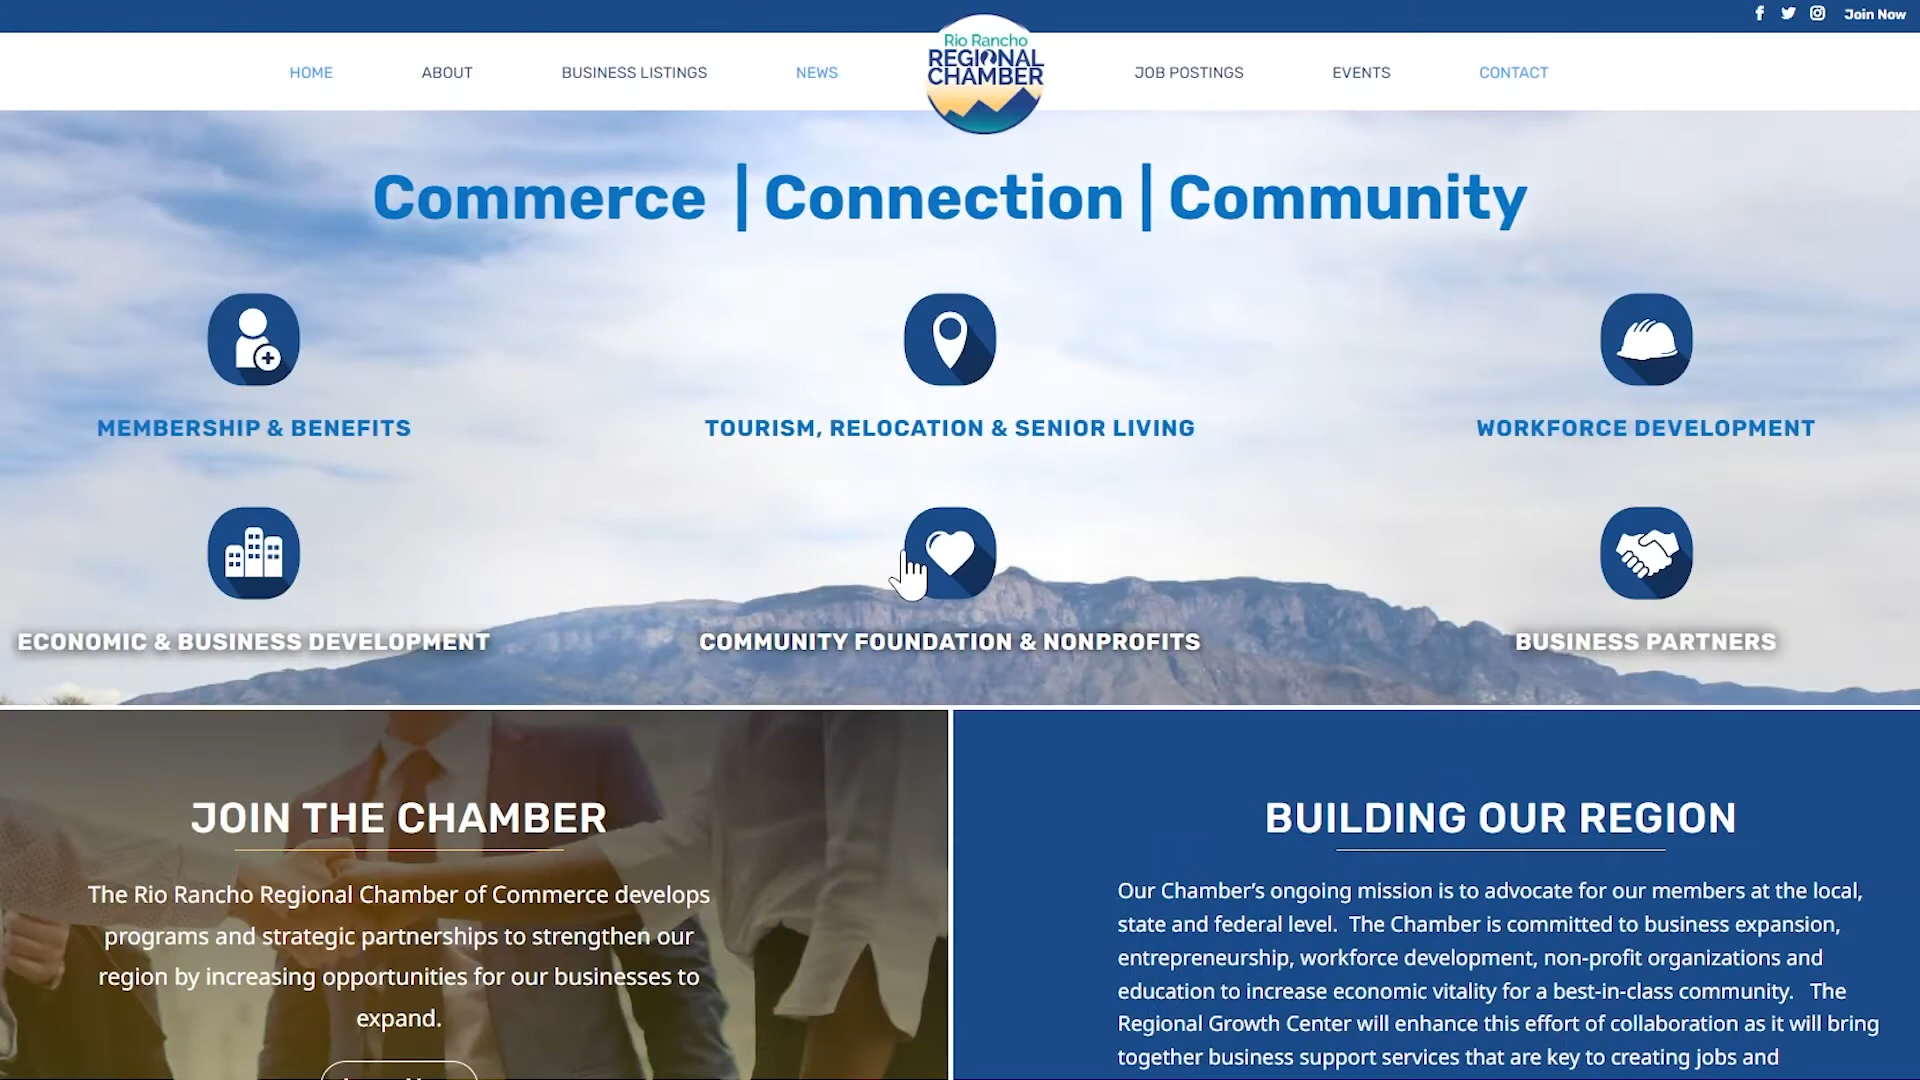 Join Now
HOME
ABOUT
BUSINESS LISTINGS
NEWS
Rio Rancho
REGIONAL
CHAMBER
JOB POSTINGS
EVENTS
CONTACT
Commerce | Connection | Community
MEMBERSHIP & BENEFITS
TOURISM, RELOCATION & SENIOR LIVING
WORKFORCE DEVELOPMENT
ECONOMIC & BUSINESS DEVELOPMENT
COMMUNITY FOUNDATION & NONPROFITS
BUSINESS PARTNERS
JOIN THE CHAMBER
The Rio Rancho Regional Chamber of Commerce develops
programs and strategic partnerships to strengthen our
region by increasing opportunities for our businesses to
expand.
BUILDING OUR REGION
Our Chamber’s ongoing mission is to advocate for our members at the local,
state and federal level. The Chamber is committed to business expansion,
entrepreneurship, workforce development, non-profit organizations and
education to increase economic vitality for a best-in-class community. The
Regional Growth Center will enhance this effort of collaboration as it will bring
together business support services that are key to creating jobs and